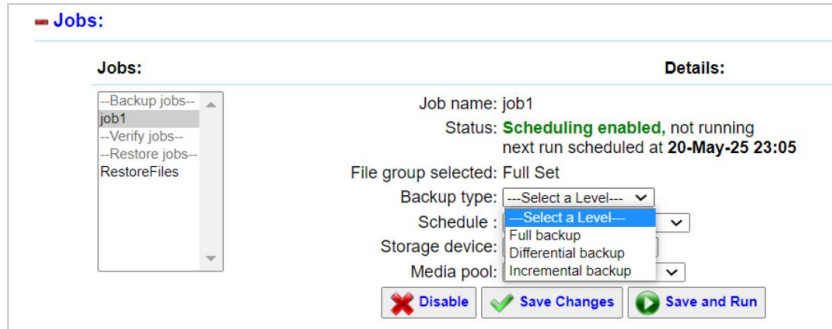 Jobs:
Jobs:
Details:
--Backup jobs--
job1
--Verify jobs--
--Restore jobs--
RestoreFiles
Job name: job1
Status: Scheduling enabled, not running
next run scheduled at 20-May-25 23:05
File group selected: Full Set
Backup type: ---Select a Level---
Schedule :
---Select a Level---
Full backup
Storage device:
Differential backup
Media pool:
Incremental backup
Disable
Save Changes
Save and Run